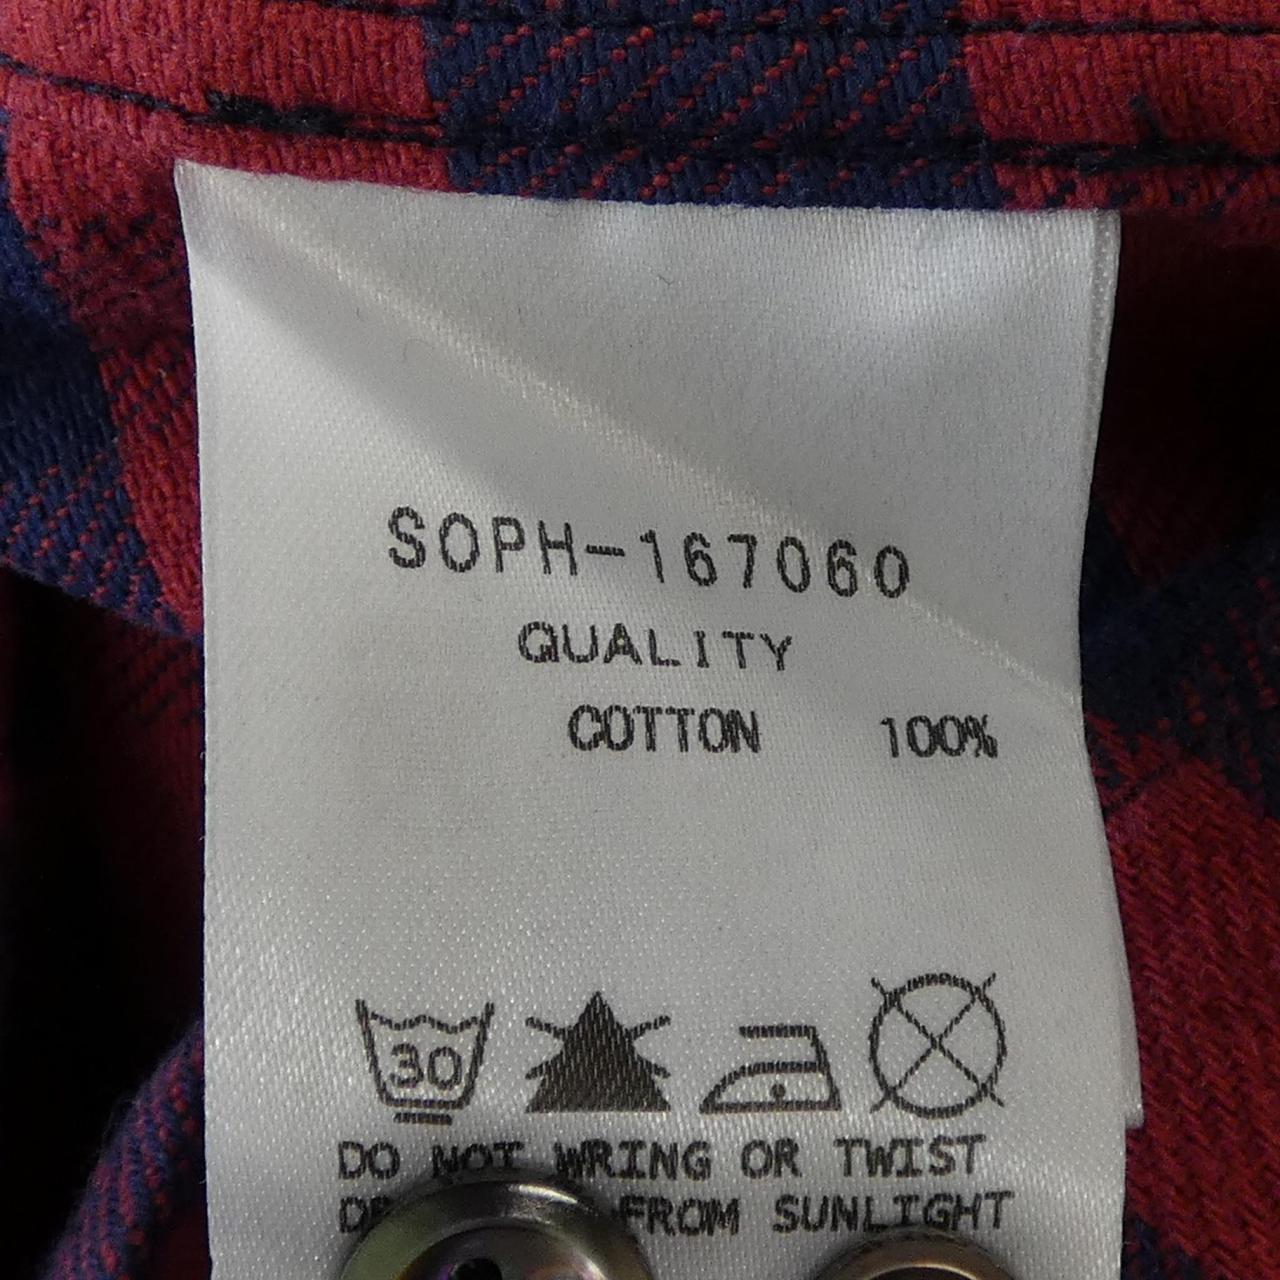 SOPH-167060
QUALITY
COTTON 100%
30
DO NOT WRING OR TWIST
FROM SUNLIGHT